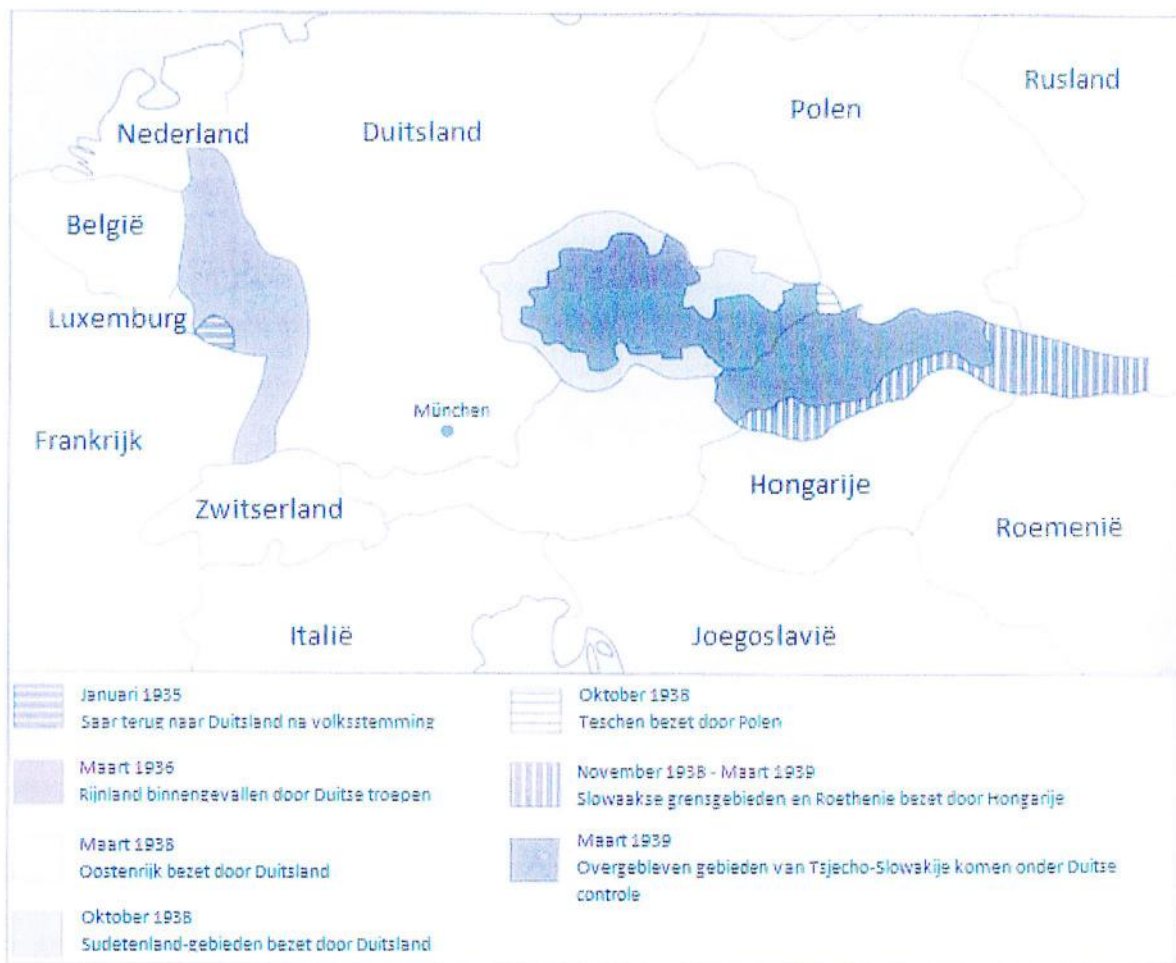 Rusland
Polen
Nederland
Duitsland
België
Luxemburg
München
Frankrijk
Hongarije
Zwitserland
Roemenië
Italië
Joegoslavië
Januari 1935
Saar terug naar Duitsland na volksstemming
Maart 1936
Rijnland binnengevallen door Duitse troepen
Maart 1938
Oostenrijk bezet door Duitsland
Oktober 1938
Sudetenland-gebieden bezet door Duitsland
Oktober 1938
Teschen bezet door Polen
November 1938 - Maart 1939
Slowaakse grensgebieden en Roethenie bezet door Hongarije
Maart 1939
Overgebleven gebieden van Tsjecho-Slowakije komen onder Duitse
controle